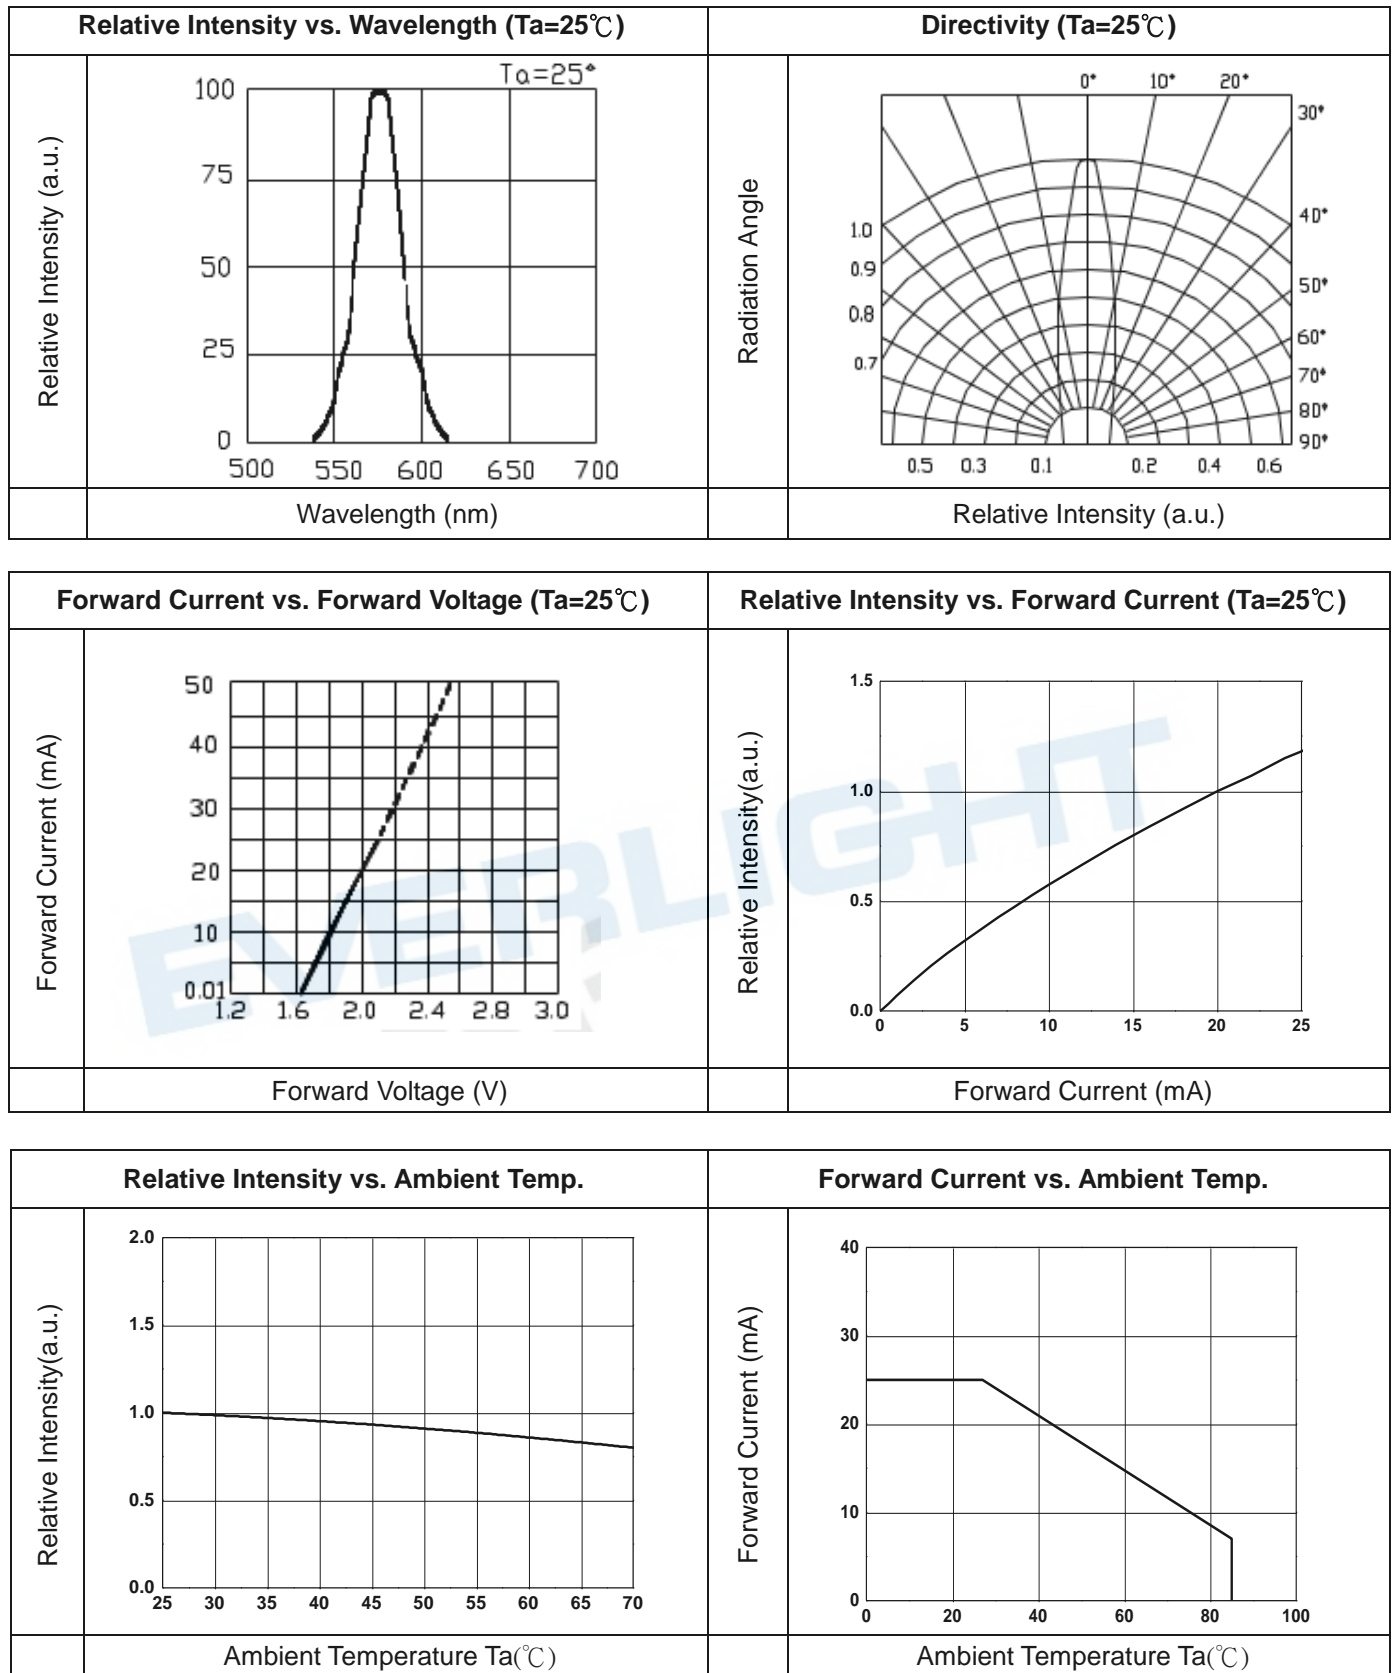 Relative Intensity vs. Wavelength (Ta=25℃)
Directivity (Ta=25℃)
Relative Intensity (a.u.)
Ta=25°
100
75
50
25
0
500 550 600 650 700
Wavelength (nm)
Radiation Angle
0° 10° 20°
30°
40°
50°
60°
70°
80°
90°
1.0
0.9
0.8
0.7
0.5 0.3 0.1 0.2 0.4 0.6
Relative Intensity (a.u.)
Forward Current vs. Forward Voltage (Ta=25℃)
Relative Intensity vs. Forward Current (Ta=25℃)
Forward Current (mA)
50
40
30
20
10
0.01
1.2 1.6 2.0 2.4 2.8 3.0
Forward Voltage (V)
Relative Intensity(a.u.)
1.5
1.0
0.5
0.0
0 5 10 15 20 25
Forward Current (mA)
EVERLIGHT
Relative Intensity vs. Ambient Temp.
Forward Current vs. Ambient Temp.
Relative Intensity(a.u.)
2.0
1.5
1.0
0.5
0.0
25 30 35 40 45 50 55 60 65 70
Ambient Temperature Ta(℃)
Forward Current (mA)
40
30
20
10
0
0 20 40 60 80 100
Ambient Temperature Ta(℃)